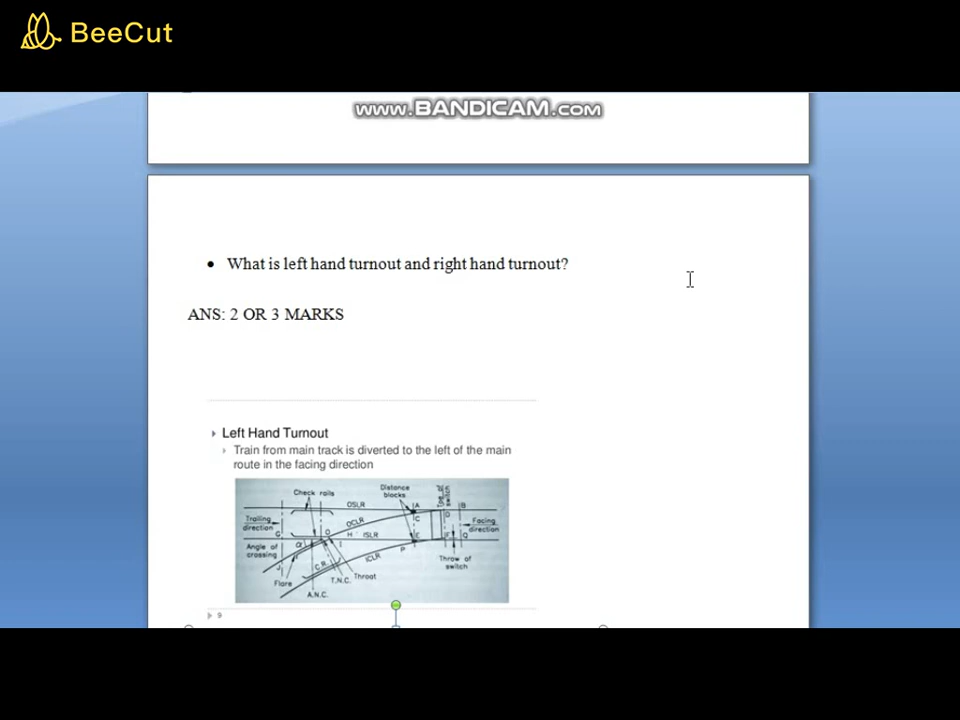 BeeCut
www.BANDICAM.com
• What is left hand turnout and right hand turnout?
ANS: 2 OR 3 MARKS
Left Hand Turnout
Train from main track is diverted to the left of the main
route in the facing direction
Check rails
Distance
blocks
switch
OSLR
A
B
Trailing
direction
OCLR
C
D
Facing
direction
G
O
H
ISLR
E
F
Q
Angle of
crossing
α
I
ICLR
P
Throw of
switch
J
C.R.
T.N.C.
Throat
Flare
A.N.C.
9